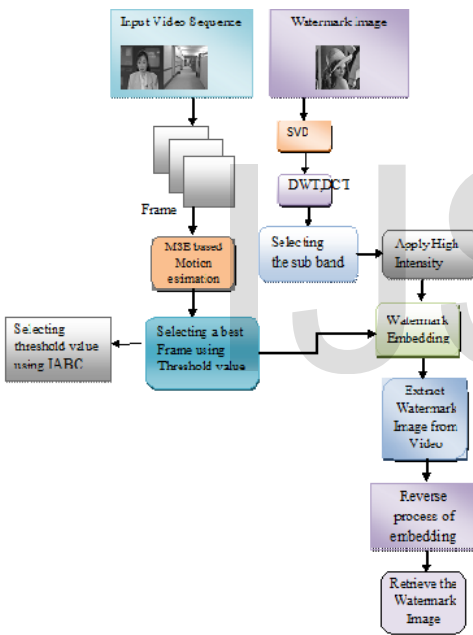 Input Video Sequence
Watermark image
SVD
DWT,DCT
Frame
MSE based
Motion
esimation
Selecting
the sub band
Apply High
Intensity
Selecting
threshold value
using IABC
Selecting a best
Frame using
Threshold value
Watermark
Embedding
Extract
Watermark
Image from
Video
Reverse
process of
embedding
Retrieve the
Watermark
Image
IJS